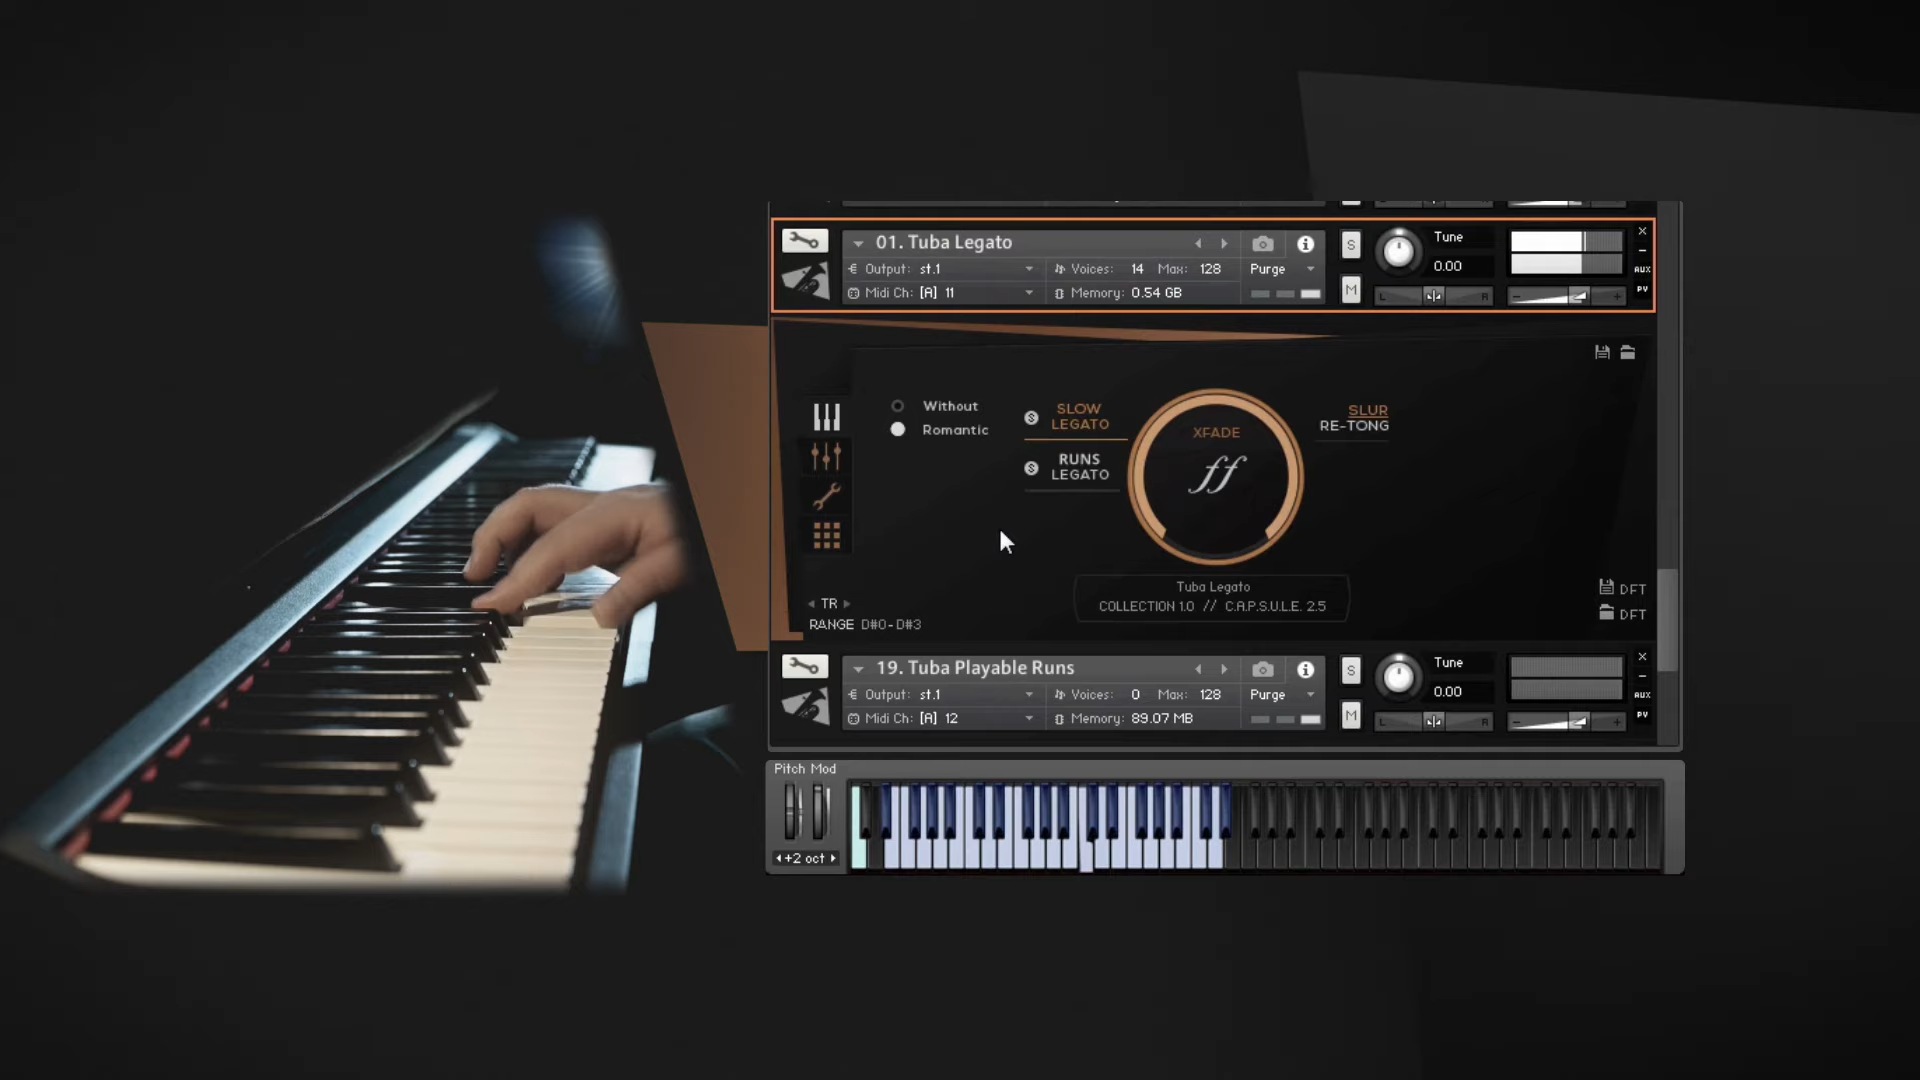 01. Tuba Legato
Output: st.1
Voices: 14 Max: 128
Purge
Midi Ch: [A] 11
Memory: 0.54 GB
S
M
Tune
0.00
L R
- +
×
-
AUX
PV
Without
Romantic
S SLOW
LEGATO
S RUNS
LEGATO
XFADE
ff
SLUR
RE-TONG
Tuba Legato
COLLECTION 1.0 // C.A.P.S.U.L.E. 2.5
TR
RANGE D#0-D#3
DFT
DFT
19. Tuba Playable Runs
Output: st.1
Voices: 0 Max: 128
Purge
Midi Ch: [A] 12
Memory: 89.07 MB
S
M
Tune
0.00
L R
- +
×
-
AUX
PV
Pitch Mod
+2 oct